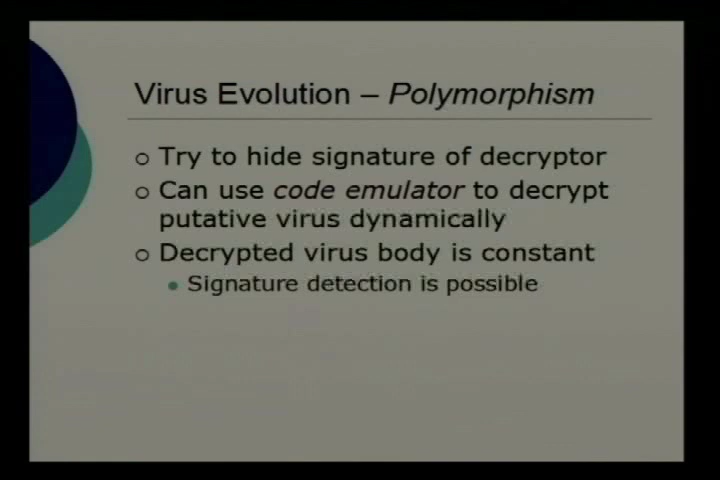 Virus Evolution – Polymorphism
Try to hide signature of decryptor
Can use code emulator to decrypt
putative virus dynamically
Decrypted virus body is constant
Signature detection is possible